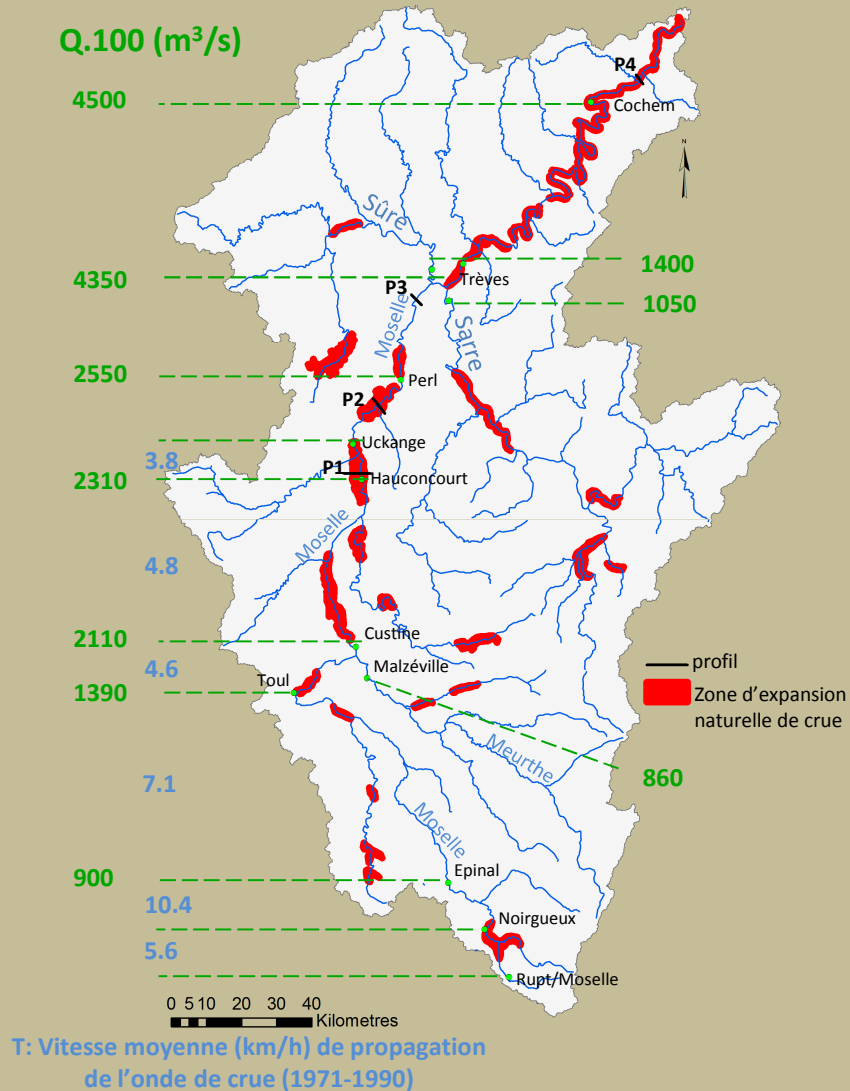 Q.100 (m³/s)
P4
4500
Cochem
N
Sûre
1400
4350
Trèves
P3
1050
Moselle
Sarre
2550
Perl
P2
Uckange
3.8
P1
Hauconcourt
2310
Moselle
4.8
Custine
2110
4.6
Malzéville
profil
Toul
1390
Zone d'expansion
naturelle de crue
Meurthe
860
7.1
Moselle
Epinal
900
10.4
Noirgueux
5.6
Rupt/Moselle
0 5 10 20 30 40
Kilometres
T: Vitesse moyenne (km/h) de propagation
de l'onde de crue (1971-1990)